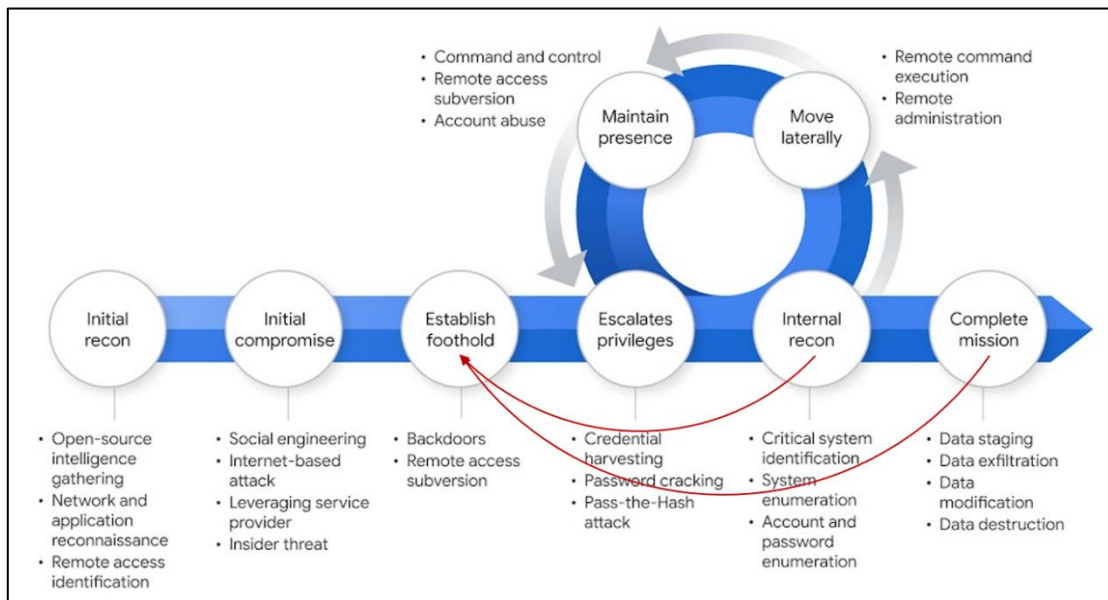 • Command and control
• Remote access
subversion
• Account abuse
Maintain
presence
Move
laterally
• Remote command
execution
• Remote
administration
Initial
recon
Initial
compromise
Establish
foothold
Escalates
privileges
Internal
recon
Complete
mission
• Open-source
intelligence
gathering
• Network and
application
reconnaissance
• Remote access
identification
• Social engineering
• Internet-based
attack
• Leveraging service
provider
• Insider threat
• Backdoors
• Remote access
subversion
• Credential
harvesting
• Password cracking
• Pass-the-Hash
attack
• Critical system
identification
• System
enumeration
• Account and
password
enumeration
• Data staging
• Data exfiltration
• Data
modification
• Data destruction